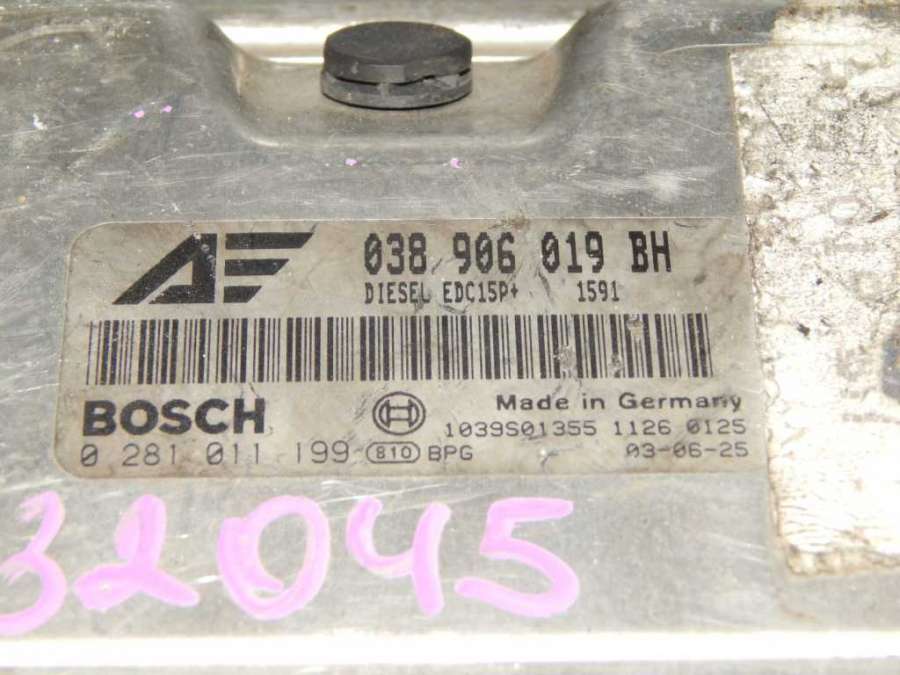 038 906 019 BH
DIESEL EDC15P+ 1591
BOSCH Made in Germany
1039S01355 1126 0125
0 281 011 199 810 BPG 03-06-25
32045